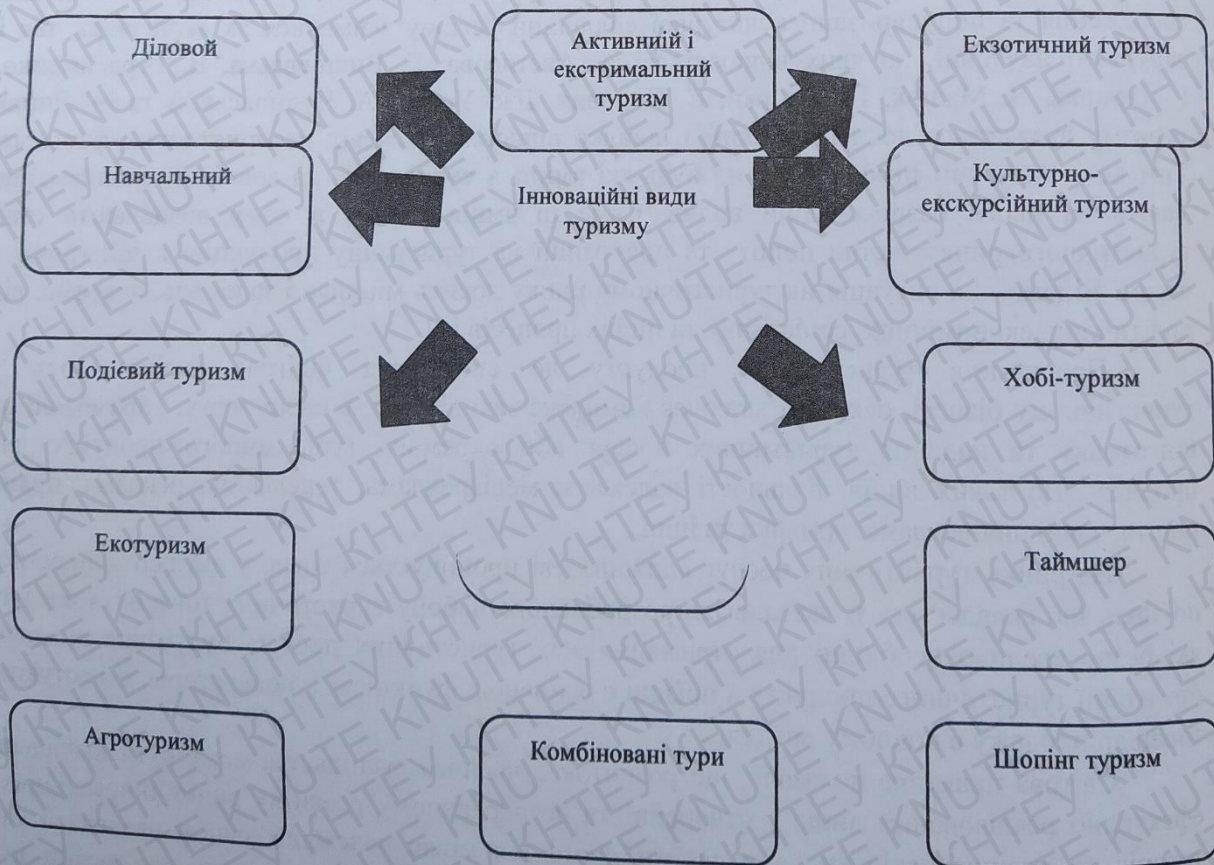 Діловой
Активниій і
екстримальний
туризм
Екзотичний туризм
Навчальний
Інноваційні види
туризму
Культурно-
екскурсійний туризм
Подієвий туризм
Хобі-туризм
Екотуризм
Таймшер
Агротуризм
Комбіновані тури
Шопінг туризм